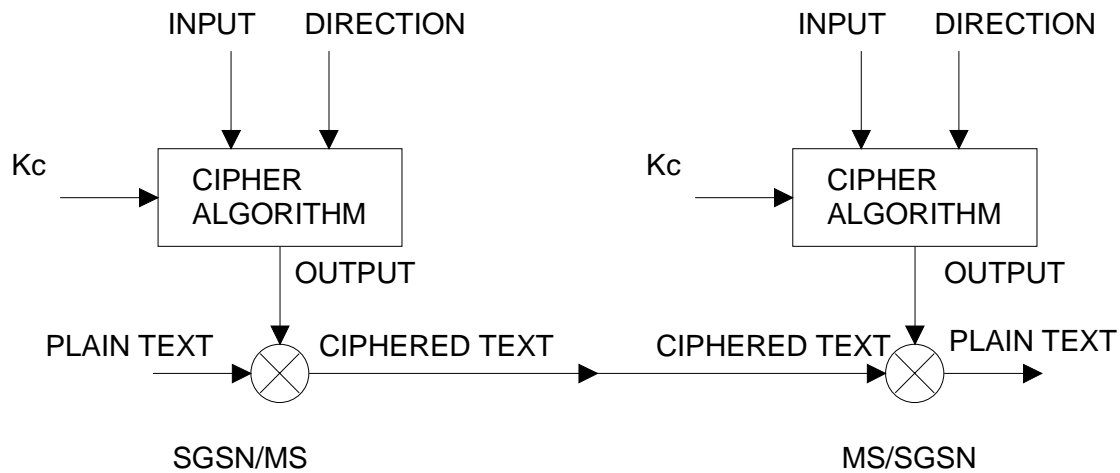 INPUT DIRECTION
INPUT DIRECTION
Kc
CIPHER
ALGORITHM
Kc
CIPHER
ALGORITHM
OUTPUT
OUTPUT
PLAIN TEXT
CIPHERED TEXT
CIPHERED TEXT
PLAIN TEXT
SGSN/MS
MS/SGSN